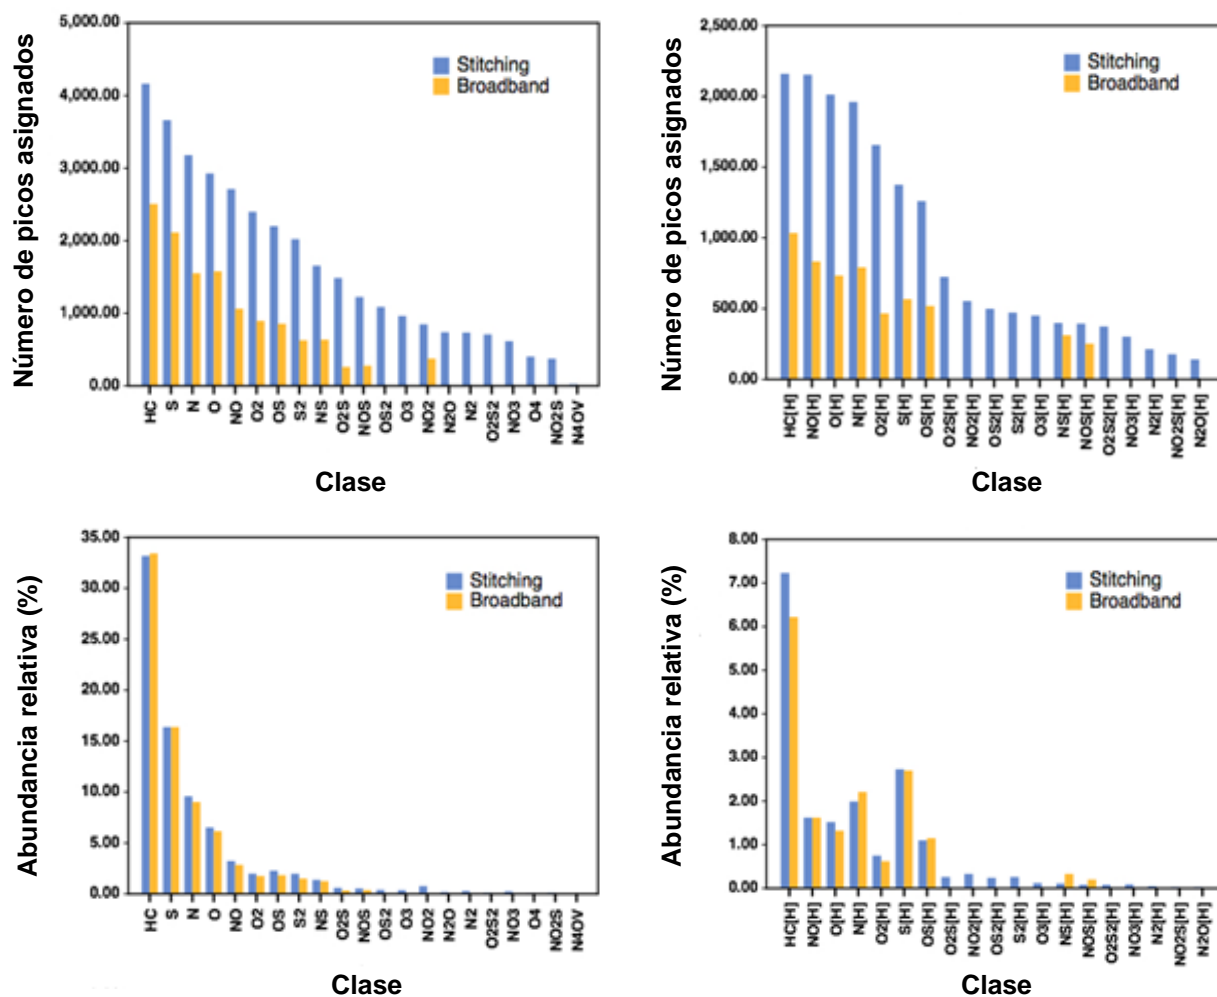 Número de picos asignados
5,000.00
4,000.00
3,000.00
2,000.00
1,000.00
0.00
Stitching
Broadband
HC
S
N
O
NO
O2
OS
S2
NS
O2S
NOS
OS2
O3
NO2
N2O
N2
O2S2
NO3
O4
NO2S
N4OV
Clase
Número de picos asignados
2,500.00
2,000.00
1,500.00
1,000.00
500.00
0.00
Stitching
Broadband
HC[H]
NO[H]
O[H]
N[H]
O2[H]
S[H]
OS[H]
O2S[H]
NO2[H]
OS2[H]
S2[H]
O3[H]
NS[H]
NOS[H]
O2S2[H]
NO3[H]
N2[H]
NO2S[H]
N2O[H]
Clase
Abundancia relativa (%)
35.00
30.00
25.00
20.00
15.00
10.00
5.00
0.00
Stitching
Broadband
HC
S
N
O
NO
O2
OS
S2
NS
O2S
NOS
OS2
O3
NO2
N2O
N2
O2S2
NO3
O4
NO2S
N4OV
Clase
Abundancia relativa (%)
8.00
7.00
6.00
5.00
4.00
3.00
2.00
1.00
0.00
Stitching
Broadband
HC[H]
NO[H]
O[H]
N[H]
O2[H]
S[H]
OS[H]
O2S[H]
NO2[H]
OS2[H]
S2[H]
O3[H]
NS[H]
NOS[H]
O2S2[H]
NO3[H]
N2[H]
NO2S[H]
N2O[H]
Clase